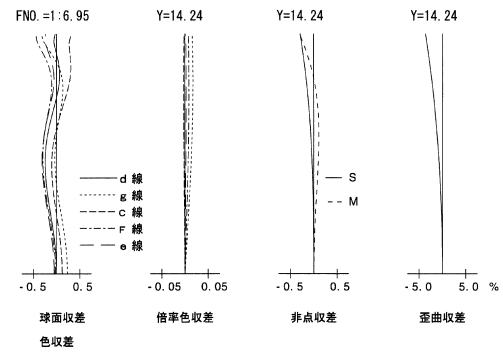 FNO.=1:6.95 Y=14.24 Y=14.24 Y=14.24
d 線
g 線
C 線
F 線
e 線
S
M
-0.5 0.5 -0.05 0.05 -0.5 0.5 -5.0 5.0 %
球面収差 倍率色収差 非点収差 歪曲収差
色収差